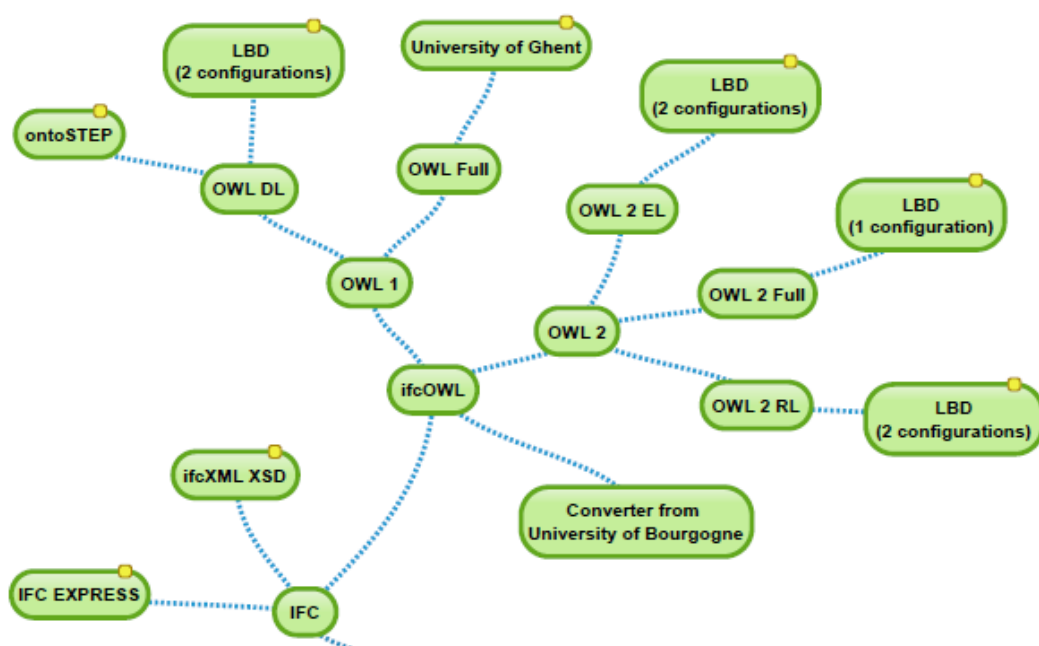 LBD
(2 configurations)
University of Ghent
LBD
(2 configurations)
ontoSTEP
OWL DL
OWL Full
OWL 2 EL
LBD
(1 configuration)
OWL 1
OWL 2 Full
OWL 2
ifcOWL
OWL 2 RL
LBD
(2 configurations)
ifcXML XSD
Converter from
University of Bourgogne
IFC EXPRESS
IFC